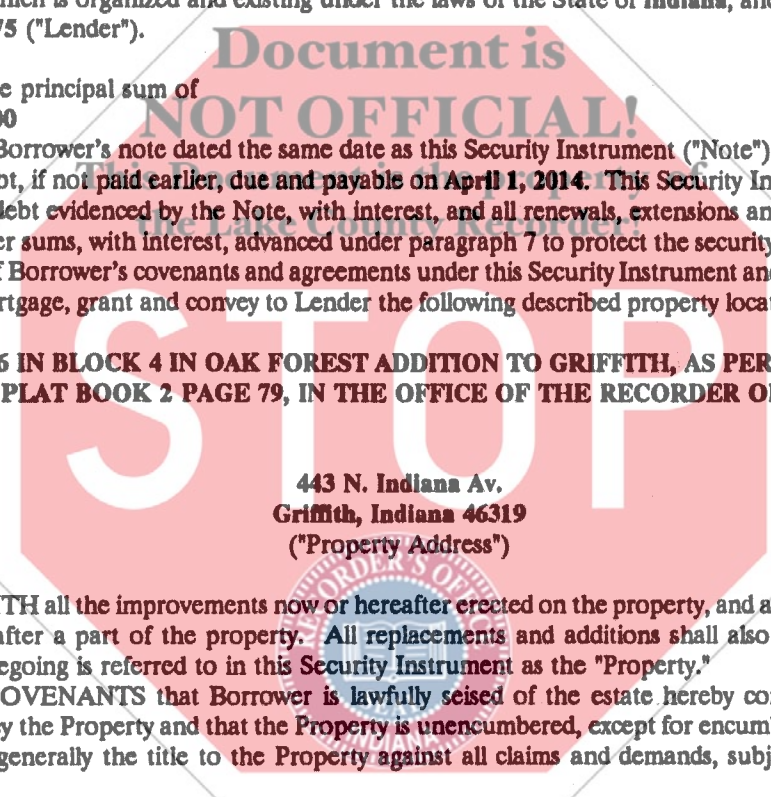 which is organized and existing under the laws of the State of Indiana, and
75 ("Lender").
Document is
e principal sum of
NOT OFFICIAL!
00
Borrower's note dated the same date as this Security Instrument ("Note")
This Document is the property of
bt, if not paid earlier, due and payable on April 1, 2014. This Security In
debt evidenced by the Note, with interest, and all renewals, extensions an
the Lake County Recorder!
er sums, with interest, advanced under paragraph 7 to protect the security
f Borrower's covenants and agreements under this Security Instrument and
rtgage, grant and convey to Lender the following described property loca
STOP
6 IN BLOCK 4 IN OAK FOREST ADDITION TO GRIFFITH, AS PER
PLAT BOOK 2 PAGE 79, IN THE OFFICE OF THE RECORDER O
443 N. Indiana Av.
Griffith, Indiana 46319
("Property Address")
RECORDER'S OFFICE
ITH all the improvements now or hereafter erected on the property, and a
after a part of the property. All replacements and additions shall also
egoing is referred to in this Security Instrument as the "Property."
OVENANTS that Borrower is lawfully seised of the estate hereby co
ey the Property and that the Property is unencumbered, except for encum
INDIANA
generally the title to the Property against all claims and demands, subj